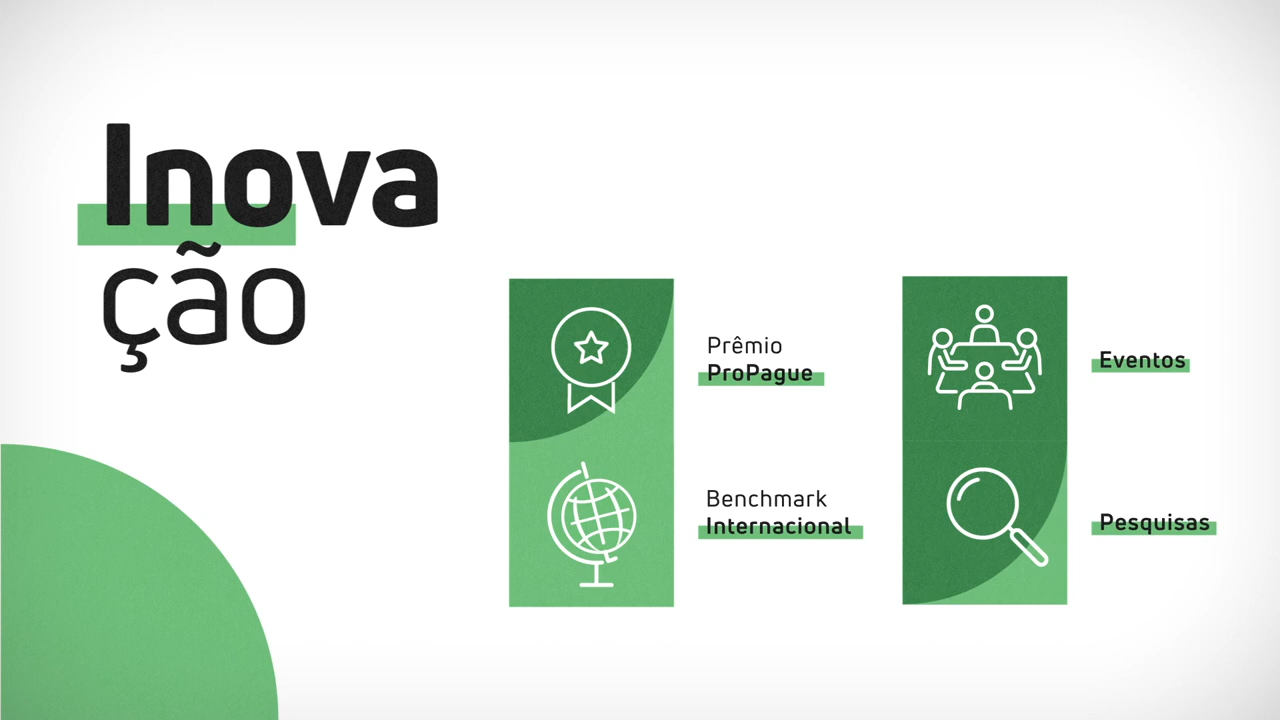 Inova
ção
Prêmio
ProPague
Benchmark
Internacional
Eventos
Pesquisas